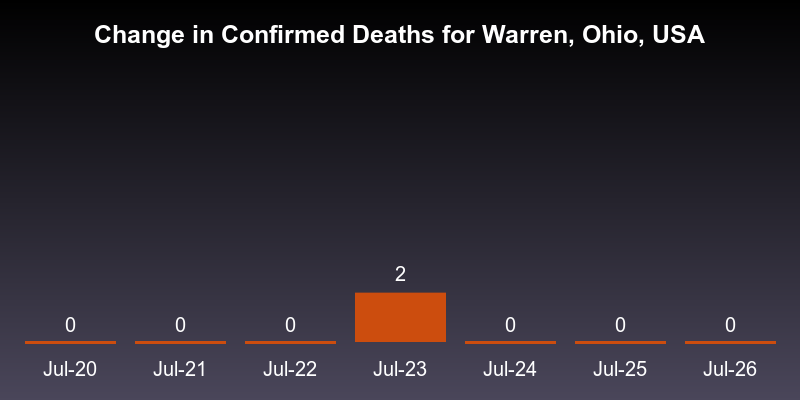 Change in Confirmed Deaths for Warren, Ohio, USA
0 0 0 2 0 0 0
Jul-20 Jul-21 Jul-22 Jul-23 Jul-24 Jul-25 Jul-26